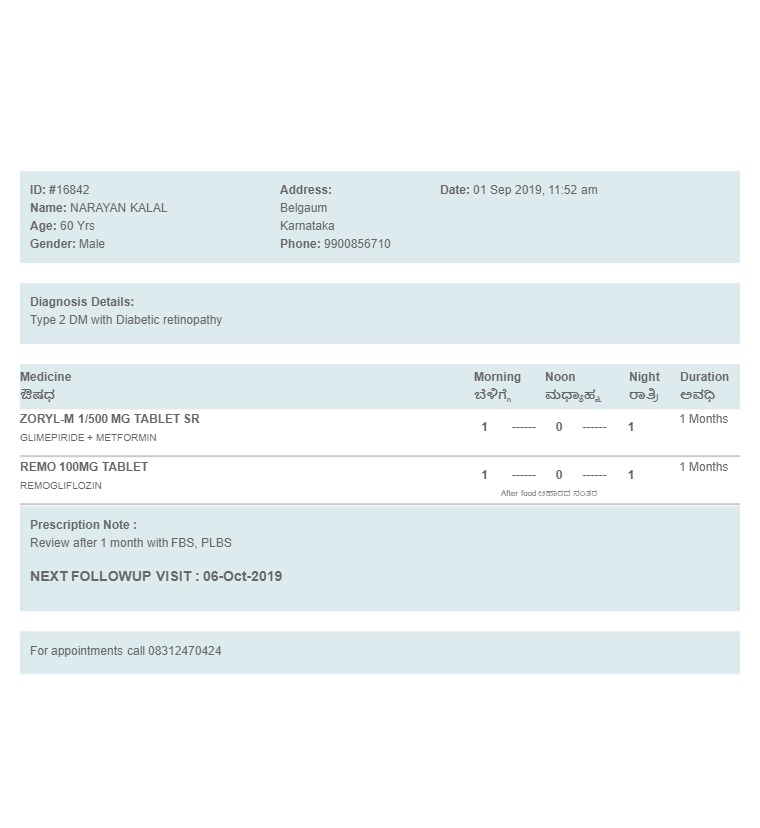 ID: #16842
Name: NARAYAN KALAL
Age: 60 Yrs
Gender: Male
Address:
Belgaum
Karnataka
Phone: 9900856710
Date: 01 Sep 2019, 11:52 am
Diagnosis Details:
Type 2 DM with Diabetic retinopathy
Medicine Morning Noon Night Duration
ಔಷಧ ಬೆಳಿಗ್ಗೆ ಮಧ್ಯಾಹ್ನ ರಾತ್ರಿ ಅವಧಿ
ZORYL-M 1/500 MG TABLET SR 1 ------ 0 ------ 1 1 Months
GLIMEPIRIDE + METFORMIN
REMO 100MG TABLET 1 ------ 0 ------ 1 1 Months
REMOGLIFLOZIN
After food ಆಹಾರದ ನಂತರ
Prescription Note :
Review after 1 month with FBS, PLBS
NEXT FOLLOWUP VISIT : 06-Oct-2019
For appointments call 08312470424